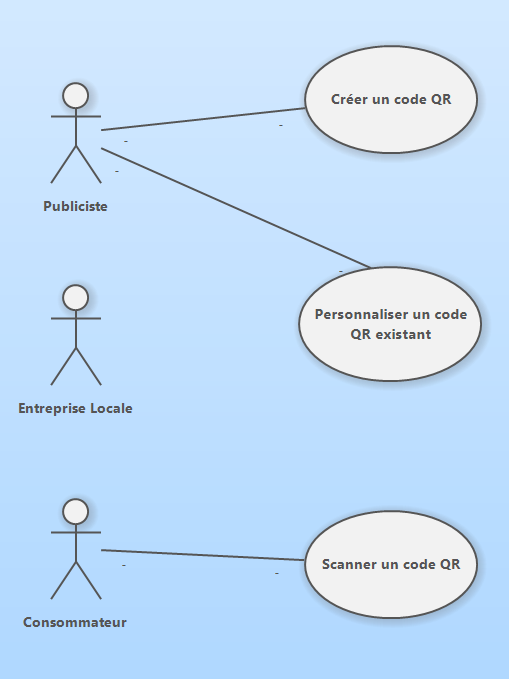 Créer un code QR
-
-
-
Publiciste
-
Personnaliser un code
QR existant
Entreprise Locale
Scanner un code QR
-
-
Consommateur